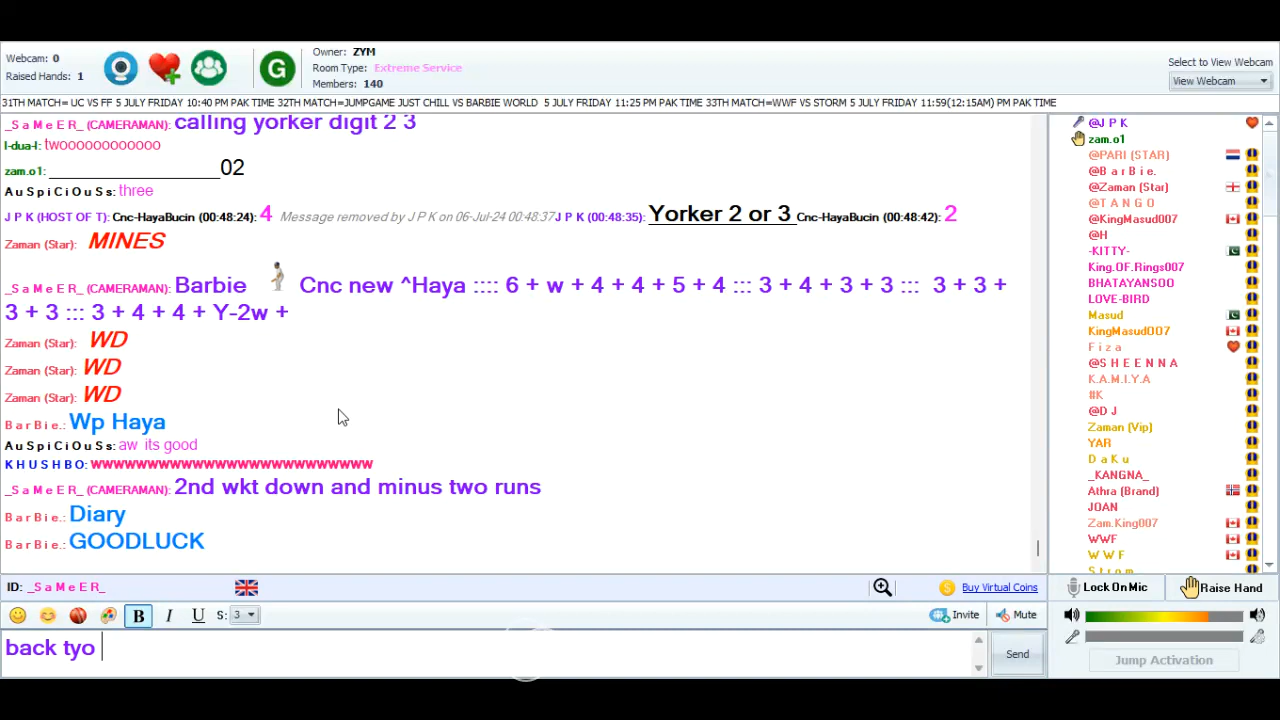 Webcam: 0
Raised Hands: 1
G
Owner: ZYM
Room Type: Extreme Service
Members: 140
Select to View Webcam
View Webcam
31TH MATCH= UC VS FF 5 JULY FRIDAY 10:40 PM PAK TIME 32TH MATCH=JUMPGAME JUST CHILL VS BARBIE WORLD 5 JULY FRIDAY 11:25 PM PAK TIME 33TH MATCH=WWF VS STORM 5 JULY FRIDAY 11:59(12:15AM) PM PAK TIME
_S a M e E R_ (CAMERAMAN): calling yorker digit 2 3
I-dua-I: twoooooooooooo
zam.o1: ____________________02
A u S p i C i O u S s: three
J P K (HOST OF T): Cnc-HayaBucin (00:48:24): 4 Message removed by J P K on 06-Jul-24 00:48:37 J P K (00:48:35): Yorker 2 or 3 Cnc-HayaBucin (00:48:42): 2
Zaman (Star): MINES
_S a M e E R_ (CAMERAMAN): Barbie Cnc new ^Haya :::: 6 + w + 4 + 4 + 5 + 4 ::: 3 + 4 + 3 + 3 ::: 3 + 3 +
3 + 3 ::: 3 + 4 + 4 + Y-2w +
Zaman (Star): WD
Zaman (Star): WD
Zaman (Star): WD
B a r B i e.: Wp Haya
A u S p i C i O u S s: aw its good
K H U S H B O: wwwwwwwwwwwwwwwwwwwwwwwww
_S a M e E R_ (CAMERAMAN): 2nd wkt down and minus two runs
B a r B i e.: Diary
B a r B i e.: GOODLUCK
@J P K
zam.o1
@PARI (STAR)
@B a r B i e.
@Zaman (Star)
@T A N G O
@KingMasud007
@H
-KITTY-
King.OF.Rings007
BHATAYANSOO
LOVE-BIRD
Masud
KingMasud007
F i z a
@S H E E N N A
K.A.M.I.Y.A
#K
@D J
Zaman (Vip)
YAR
D a K u
_KANGNA_
Athra (Brand)
JOAN
Zam.King007
WWF
W W F
S t r o m
ID: _S a M e E R_
Buy Virtual Coins
Lock On Mic
Raise Hand
B I U S: 3
Invite
Mute
back tyo
Send
Jump Activation